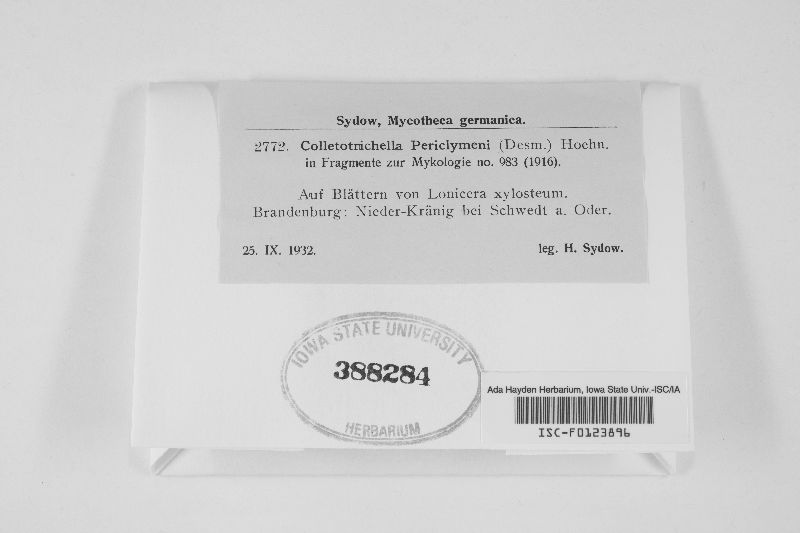 Sydow, Mycotheca germanica.
2772. Colletotrichella Periclymeni (Desm.) Hoehn.
in Fragmente zur Mykologie no. 983 (1916).
Auf Blättern von Lonicera xylosteum.
Brandenburg: Nieder-Kränig bei Schwedt a. Oder.
25. IX. 1932. leg. H. Sydow.
IOWA STATE UNIVERSITY
388284
HERBARIUM
Ada Hayden Herbarium, Iowa State Univ.-ISC/IA
ISC-F0123896